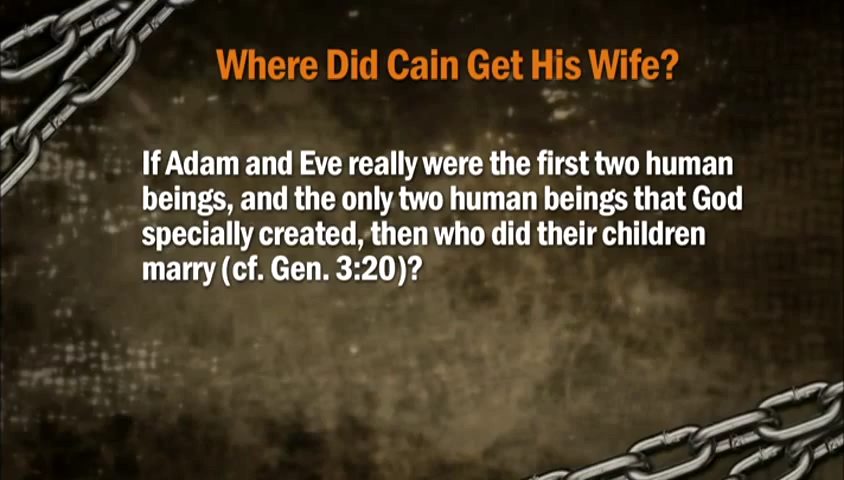 Where Did Cain Get His Wife?
If Adam and Eve really were the first two human
beings, and the only two human beings that God
specially created, then who did their children
marry (cf. Gen. 3:20)?